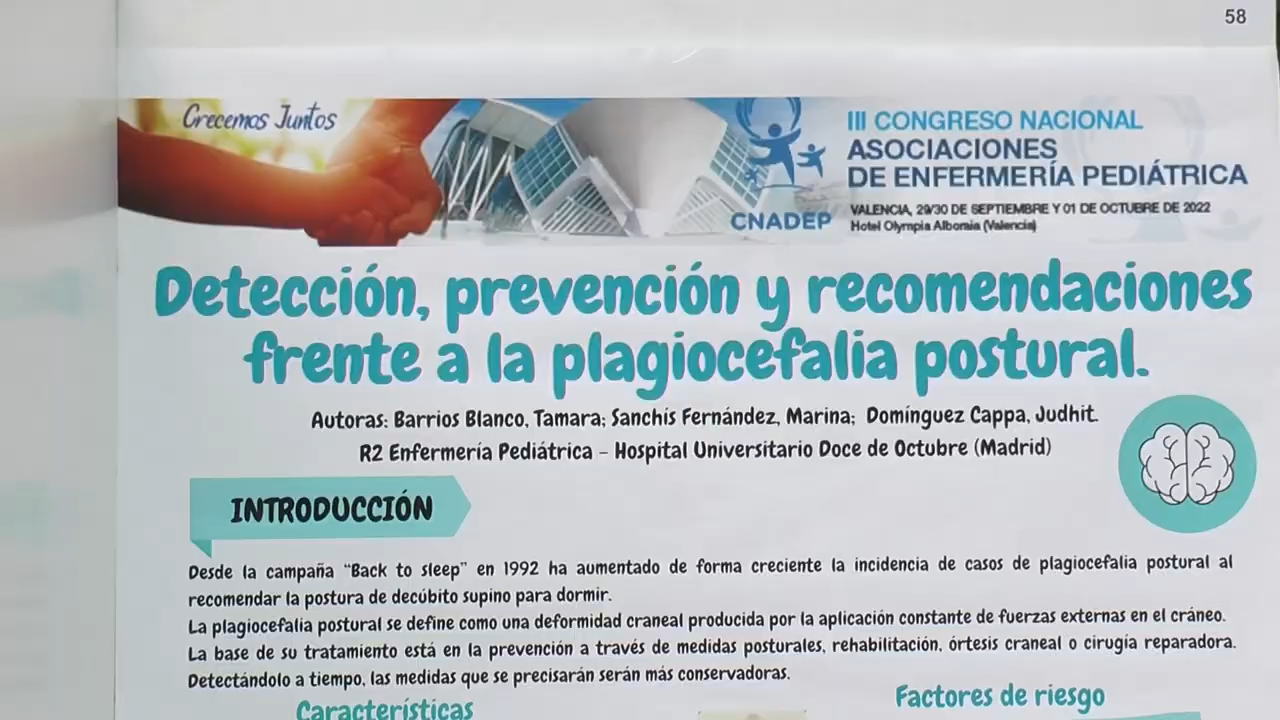 58
Crecemos Juntos
III CONGRESO NACIONAL
ASOCIACIONES
DE ENFERMERÍA PEDIÁTRICA
CNADEP
VALENCIA, 29/30 DE SEPTIEMBRE Y 01 DE OCTUBRE DE 2022
Hotel Olympia Alboraia (Valencia)
Detección, prevención y recomendaciones
frente a la plagiocefalia postural.
Autoras: Barrios Blanco, Tamara; Sanchís Fernández, Marina; Domínguez Cappa, Judhit.
R2 Enfermería Pediátrica – Hospital Universitario Doce de Octubre (Madrid)
INTRODUCCIÓN
Desde la campaña “Back to sleep” en 1992 ha aumentado de forma creciente la incidencia de casos de plagiocefalia postural al
recomendar la postura de decúbito supino para dormir.
La plagiocefalia postural se define como una deformidad craneal producida por la aplicación constante de fuerzas externas en el cráneo.
La base de su tratamiento está en la prevención a través de medidas posturales, rehabilitación, órtesis craneal o cirugía reparadora.
Detectándolo a tiempo, las medidas que se precisarán serán más conservadoras.
Características
Factores de riesgo